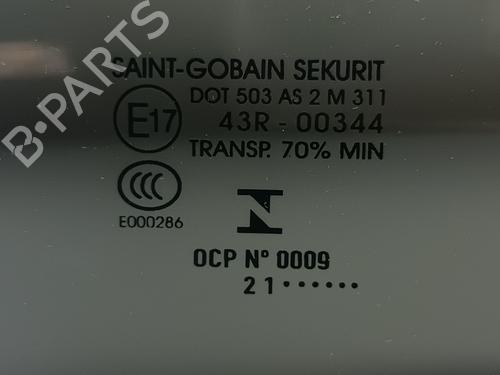 B-PARTS
SAINT-GOBAIN SEKURIT
DOT 503 AS 2 M 311
E17
43R - 00344
TRANSP. 70% MIN
CCC
E000286
N
OCP Nº 0009
21••••••